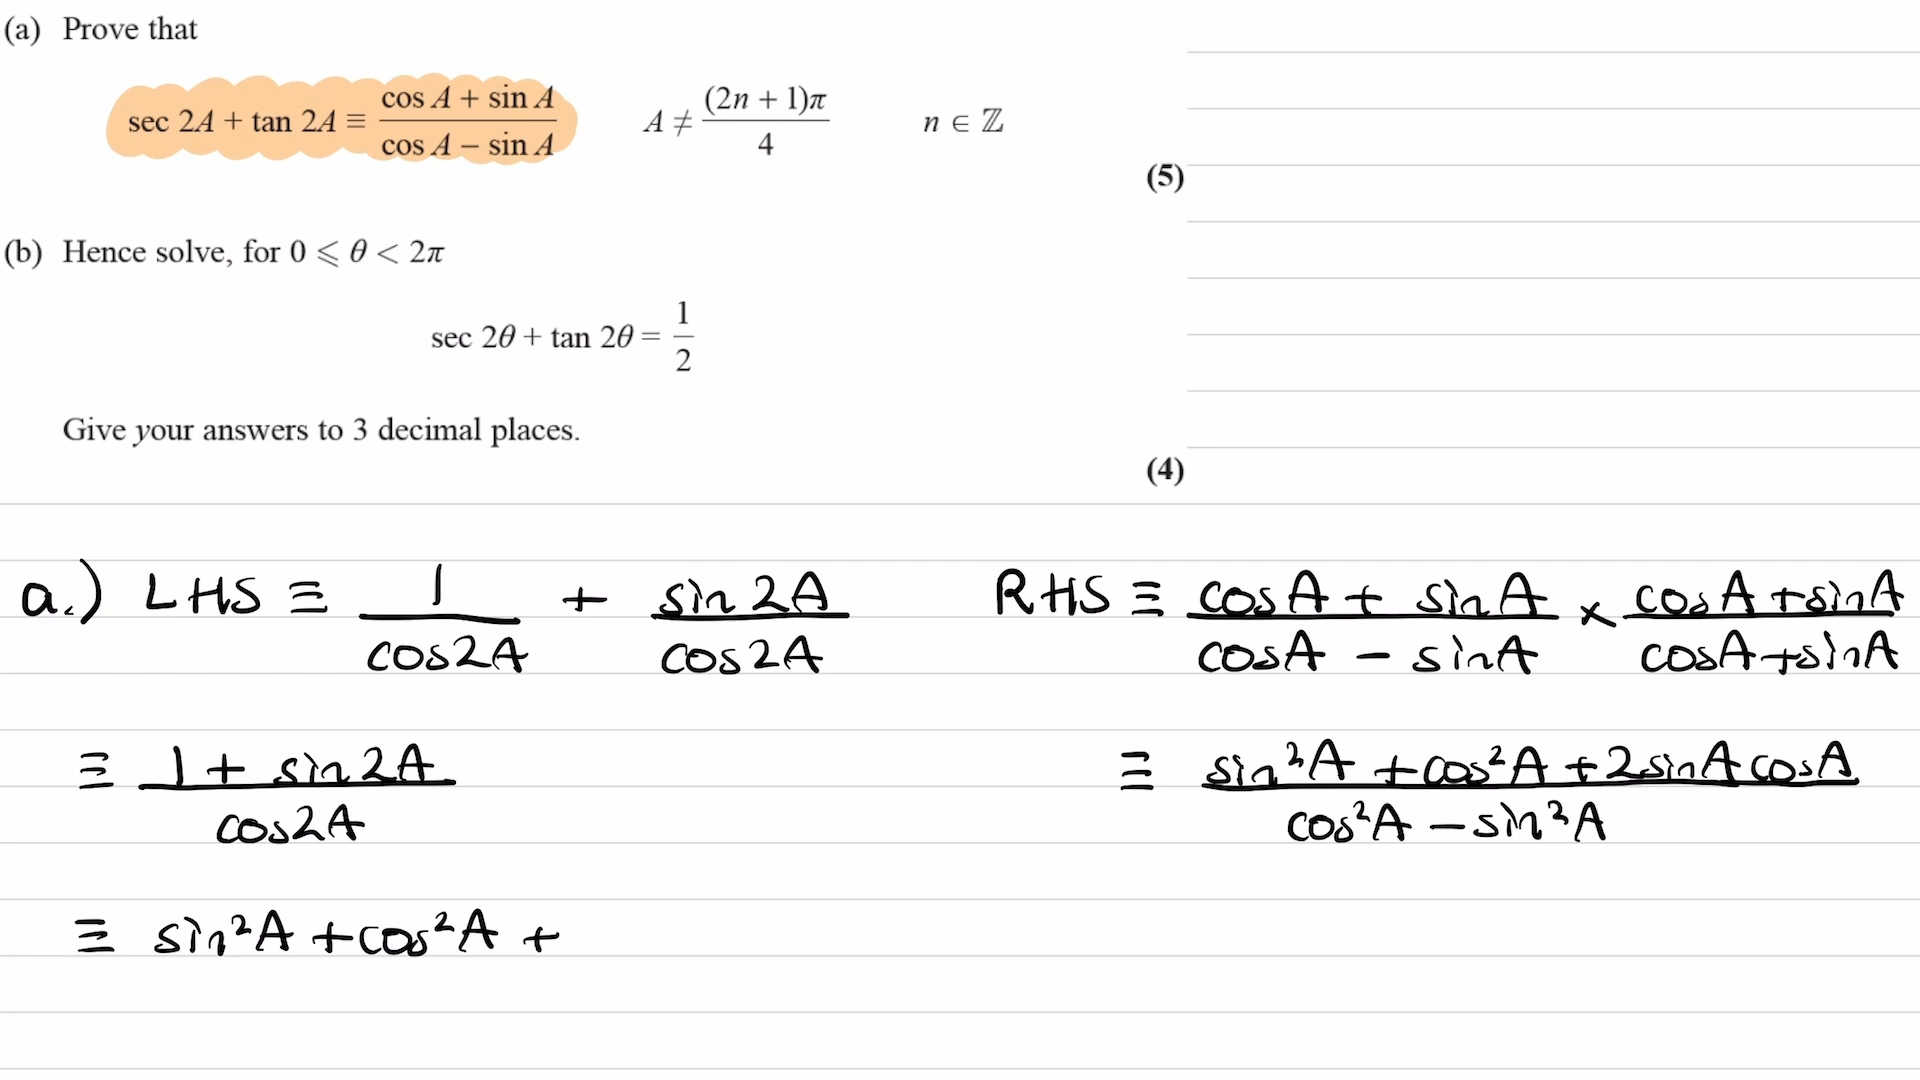 (a) Prove that
sec 2A + tan 2A ≡ (cos A + sin A)/(cos A − sin A)    A ≠ (2n + 1)π/4    n ∈ ℤ
(5)
(b) Hence solve, for 0 ⩽ θ < 2π
sec 2θ + tan 2θ = 1/2
Give your answers to 3 decimal places.
(4)
a.) LHS ≡ 1/cos2A + sin2A/cos2A
≡ (1 + sin2A)/cos2A
≡ sin²A + cos²A +
RHS ≡ (cosA + sinA)/(cosA − sinA) × (cosA + sinA)/(cosA + sinA)
≡ (sin²A + cos²A + 2sinAcosA)/(cos²A − sin²A)